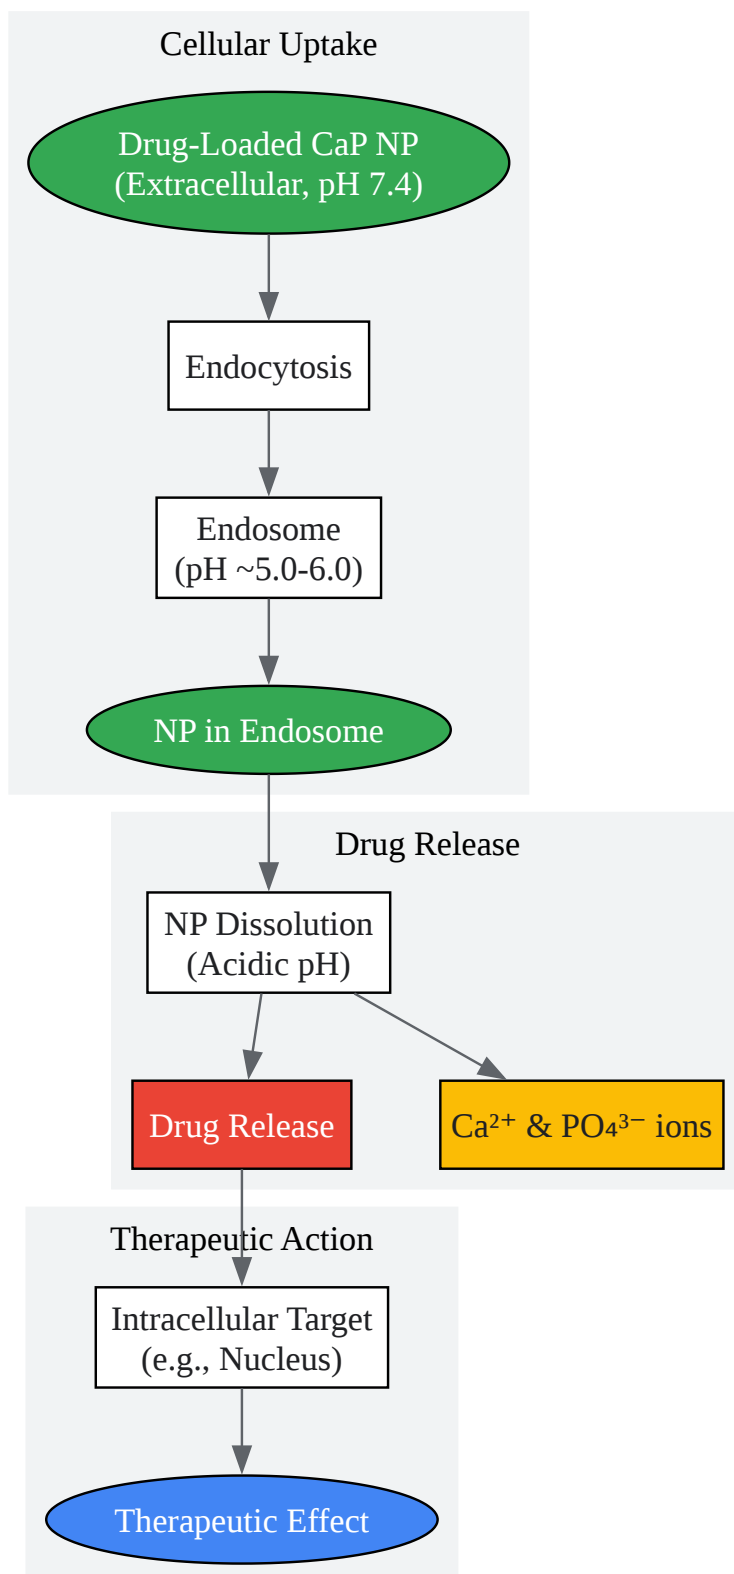 Cellular Uptake
Drug-Loaded CaP NP
(Extracellular, pH 7.4)
Endocytosis
Endosome
(pH ~5.0-6.0)
NP in Endosome
Drug Release
NP Dissolution
(Acidic pH)
Drug Release
Ca²⁺ & PO₄³⁻ ions
Therapeutic Action
Intracellular Target
(e.g., Nucleus)
Therapeutic Effect